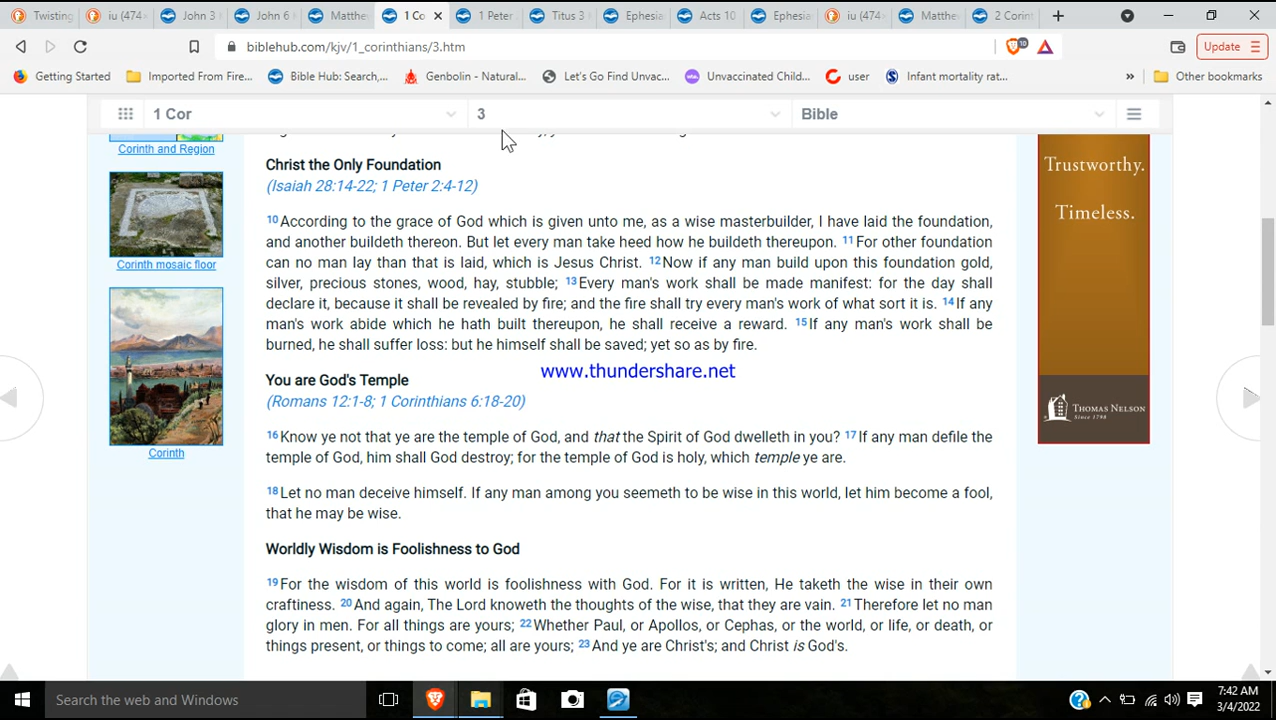 Twisting
iu (474×
John 3
John 6
Matthe
1 Co
1 Peter
Titus 3
Ephesia
Acts 10
Ephesia
iu (474×
Matthe
2 Corint
biblehub.com/kjv/1_corinthians/3.htm
10
Update
Getting Started
Imported From Fire...
Bible Hub: Search,...
Genbolin - Natural...
Let's Go Find Unvac...
Unvaccinated Child...
user
Infant mortality rat...
»
Other bookmarks
1 Cor
3
Bible
Corinth and Region
Corinth mosaic floor
Corinth
Christ the Only Foundation
(Isaiah 28:14-22; 1 Peter 2:4-12)
10According to the grace of God which is given unto me, as a wise masterbuilder, I have laid the foundation,
and another buildeth thereon. But let every man take heed how he buildeth thereupon. 11For other foundation
can no man lay than that is laid, which is Jesus Christ. 12Now if any man build upon this foundation gold,
silver, precious stones, wood, hay, stubble; 13Every man's work shall be made manifest: for the day shall
declare it, because it shall be revealed by fire; and the fire shall try every man's work of what sort it is. 14If any
man's work abide which he hath built thereupon, he shall receive a reward. 15If any man's work shall be
burned, he shall suffer loss: but he himself shall be saved; yet so as by fire.
www.thundershare.net
You are God's Temple
(Romans 12:1-8; 1 Corinthians 6:18-20)
16Know ye not that ye are the temple of God, and that the Spirit of God dwelleth in you? 17If any man defile the
temple of God, him shall God destroy; for the temple of God is holy, which temple ye are.
18Let no man deceive himself. If any man among you seemeth to be wise in this world, let him become a fool,
that he may be wise.
Worldly Wisdom is Foolishness to God
19For the wisdom of this world is foolishness with God. For it is written, He taketh the wise in their own
craftiness. 20And again, The Lord knoweth the thoughts of the wise, that they are vain. 21Therefore let no man
glory in men. For all things are yours; 22Whether Paul, or Apollos, or Cephas, or the world, or life, or death, or
things present, or things to come; all are yours; 23And ye are Christ's; and Christ is God's.
Trustworthy.
Timeless.
THOMAS NELSON
Since 1798
Search the web and Windows
7:42 AM
3/4/2022